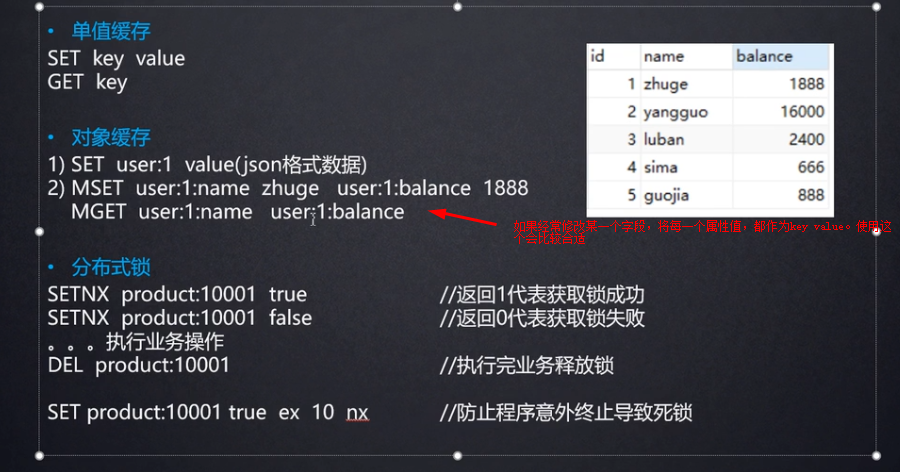 • 单值缓存
SET key value
GET key
• 对象缓存
1) SET user:1 value(json格式数据)
2) MSET user:1:name zhuge user:1:balance 1888
MGET user:1:name user:1:balance
如果经常修改某一个字段，将每一个属性值，都作为key value。使用这
个会比较合适
• 分布式锁
SETNX product:10001 true //返回1代表获取锁成功
SETNX product:10001 false //返回0代表获取锁失败
。。。执行业务操作
DEL product:10001 //执行完业务释放锁
SET product:10001 true ex 10 nx //防止程序意外终止导致死锁
id name balance
1 zhuge 1888
2 yangguo 16000
3 luban 2400
4 sima 666
5 guojia 888